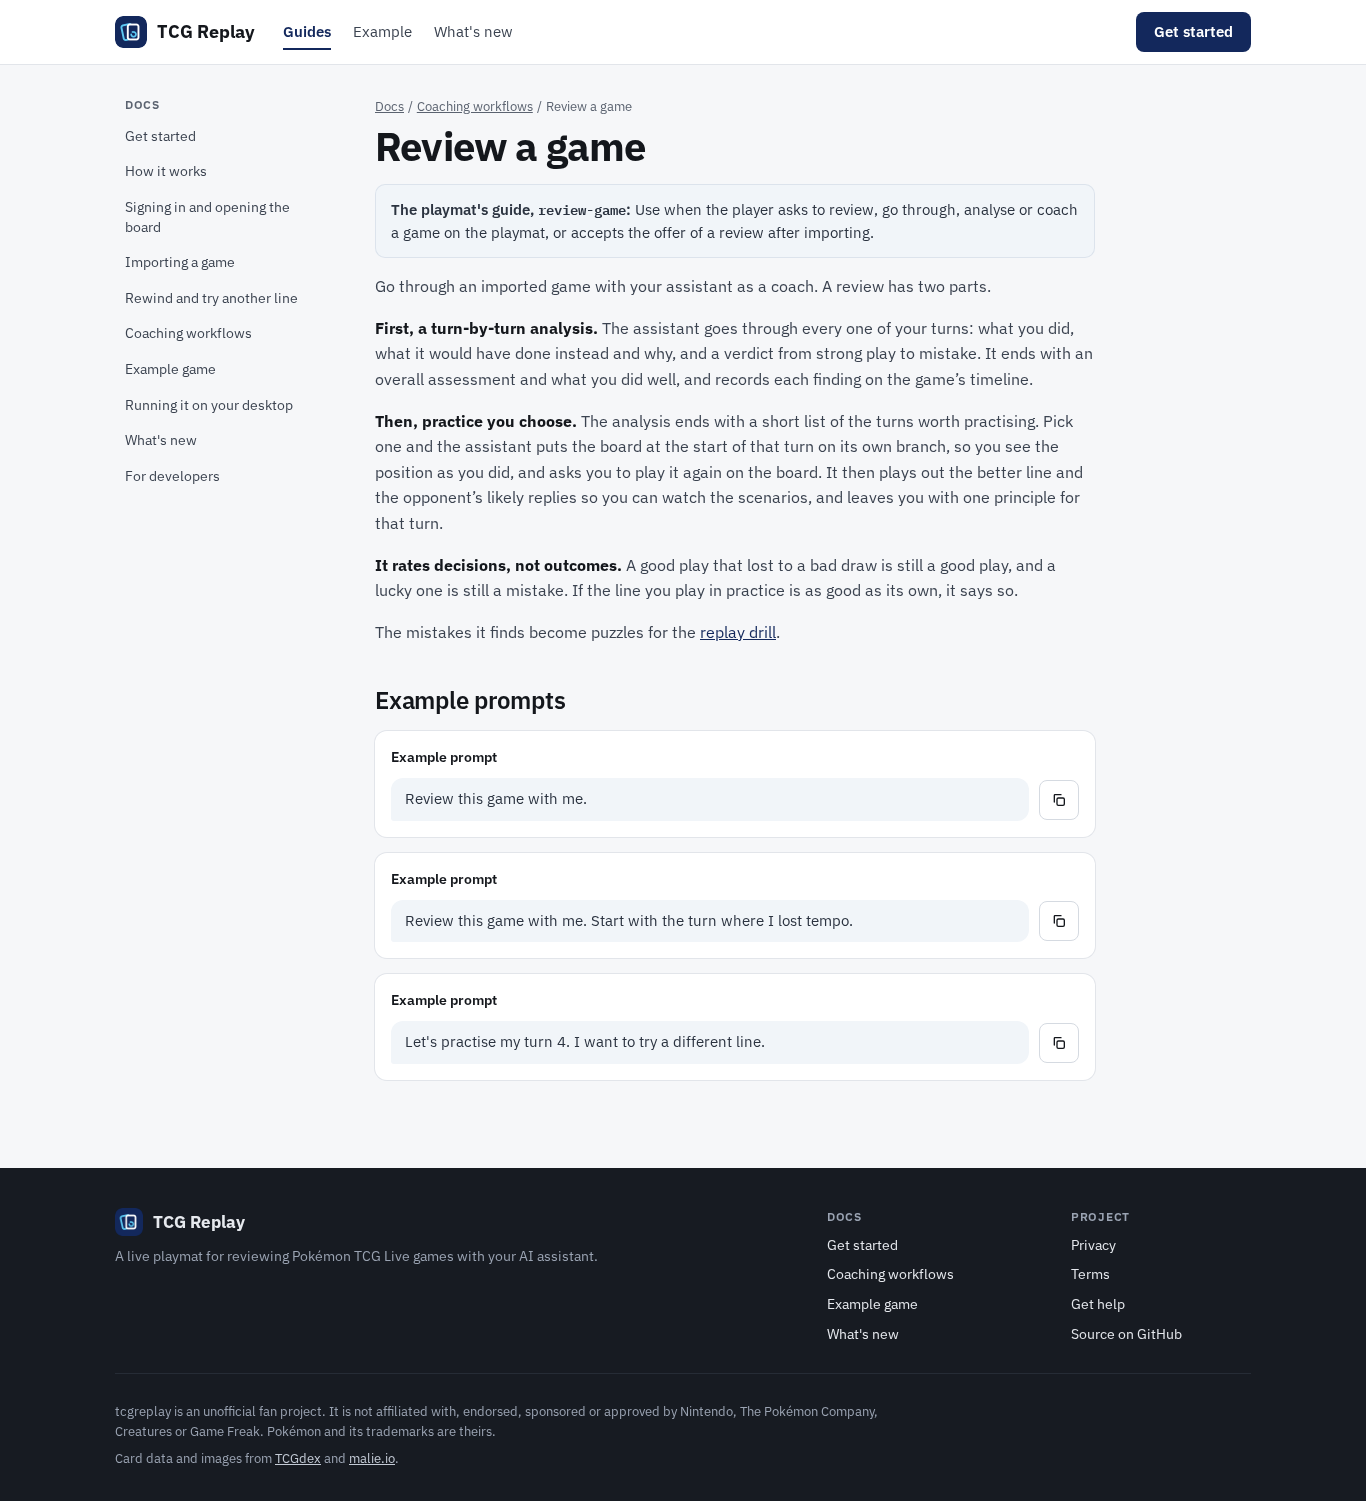 TCG Replay
Guides
Example
What's new
Get started
DOCS
Get started
How it works
Signing in and opening the
board
Importing a game
Rewind and try another line
Coaching workflows
Example game
Running it on your desktop
What's new
For developers
Docs / Coaching workflows / Review a game
Review a game
The playmat's guide, review-game: Use when the player asks to review, go through, analyse or coach
a game on the playmat, or accepts the offer of a review after importing.
Go through an imported game with your assistant as a coach. A review has two parts.
First, a turn-by-turn analysis. The assistant goes through every one of your turns: what you did,
what it would have done instead and why, and a verdict from strong play to mistake. It ends with an
overall assessment and what you did well, and records each finding on the game’s timeline.
Then, practice you choose. The analysis ends with a short list of the turns worth practising. Pick
one and the assistant puts the board at the start of that turn on its own branch, so you see the
position as you did, and asks you to play it again on the board. It then plays out the better line and
the opponent’s likely replies so you can watch the scenarios, and leaves you with one principle for
that turn.
It rates decisions, not outcomes. A good play that lost to a bad draw is still a good play, and a
lucky one is still a mistake. If the line you play in practice is as good as its own, it says so.
The mistakes it finds become puzzles for the replay drill.
Example prompts
Example prompt
Review this game with me.
Example prompt
Review this game with me. Start with the turn where I lost tempo.
Example prompt
Let's practise my turn 4. I want to try a different line.
TCG Replay
A live playmat for reviewing Pokémon TCG Live games with your AI assistant.
DOCS
Get started
Coaching workflows
Example game
What's new
PROJECT
Privacy
Terms
Get help
Source on GitHub
tcgreplay is an unofficial fan project. It is not affiliated with, endorsed, sponsored or approved by Nintendo, The Pokémon Company,
Creatures or Game Freak. Pokémon and its trademarks are theirs.
Card data and images from TCGdex and malie.io.